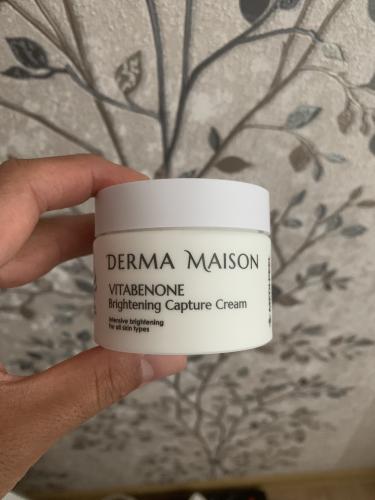 DERMA MAISON
VITABENONE
Brightening Capture Cream
Intensive brightening
For all skin types